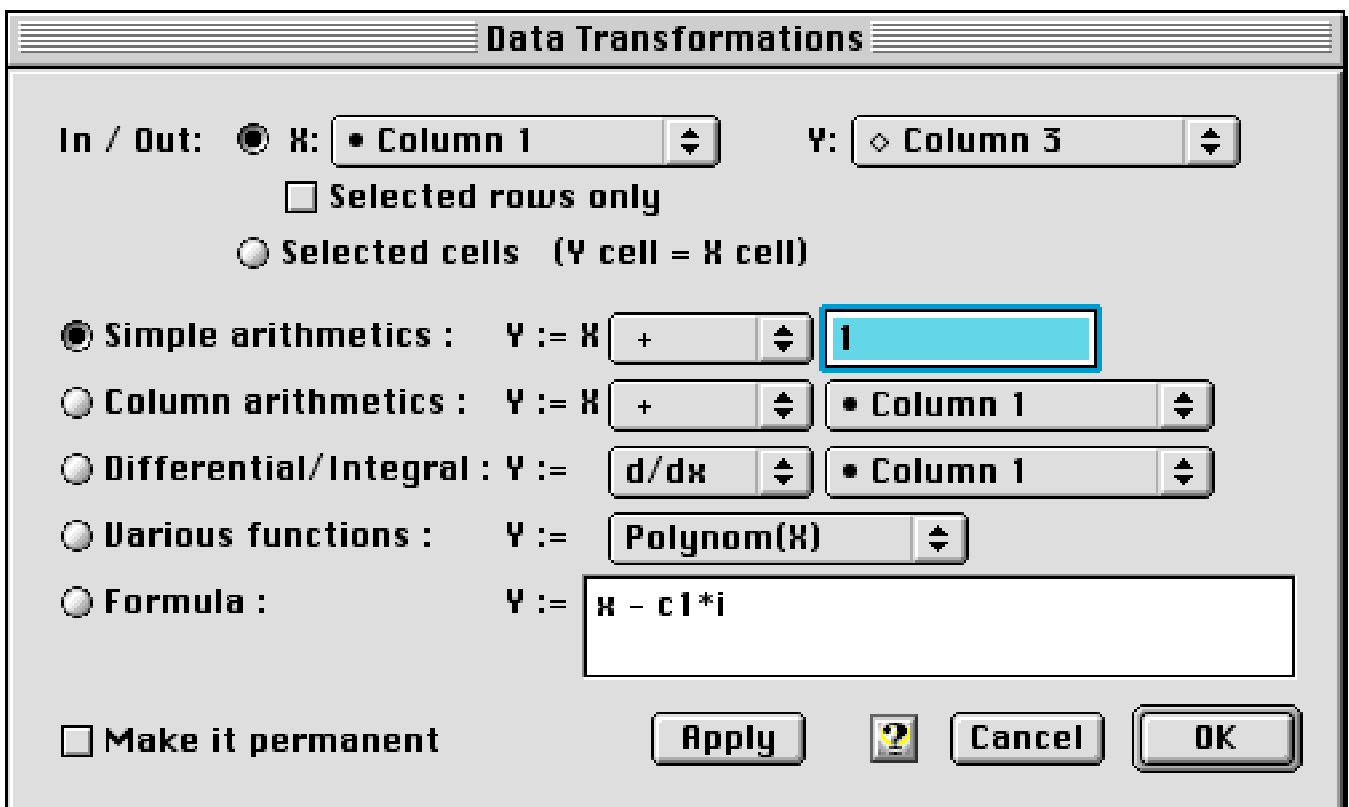 Data Transformations
In / Out: X: • Column 1 Y: ◇ Column 3
Selected rows only
Selected cells (Y cell = X cell)
Simple arithmetics : Y := X + 1
Column arithmetics : Y := X + • Column 1
Differential/Integral : Y := d/dx • Column 1
Various functions : Y := Polynom(X)
Formula : Y := x - c1*i
Make it permanent Apply ? Cancel OK